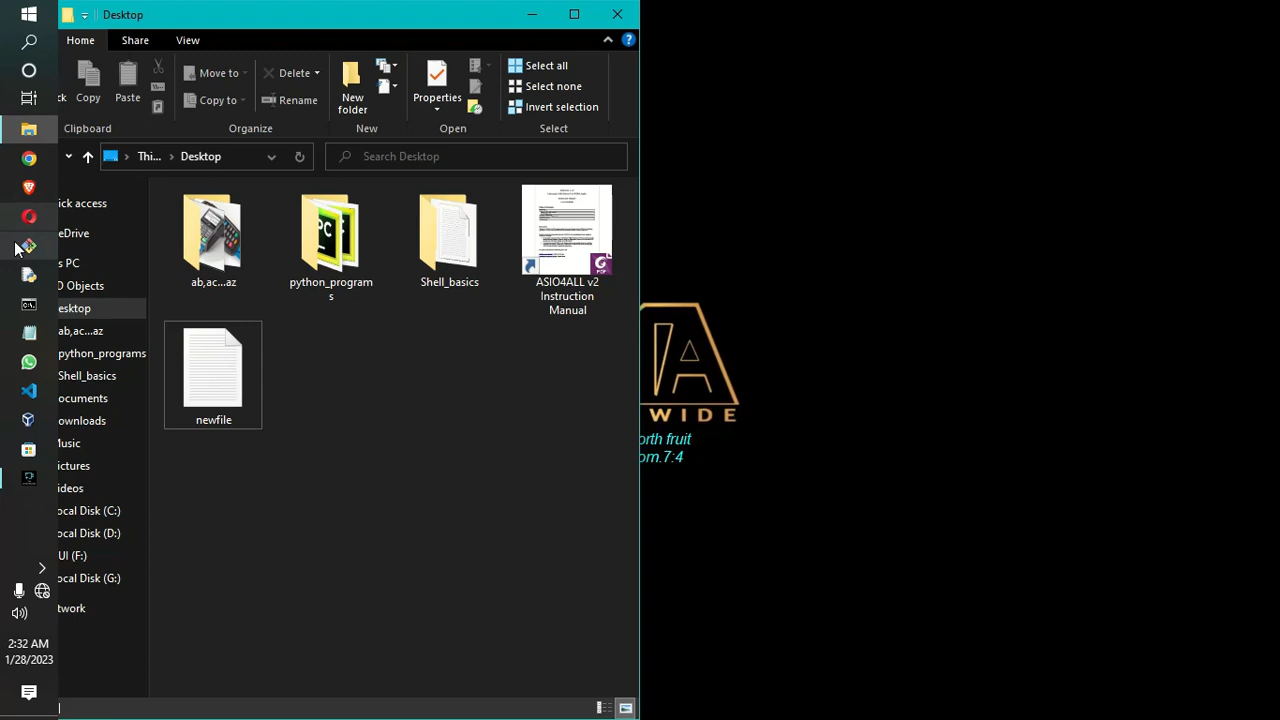 Desktop
Home Share View
Copy
Paste
Move to
Copy to
Delete
Rename
New
folder
Properties
Select all
Select none
Invert selection
Clipboard Organize New Open Select
Thi... Desktop
Search Desktop
ick access
eDrive
s PC
D Objects
esktop
ab,ac...az
python_programs
Shell_basics
ocuments
ownloads
Music
ictures
ideos
ocal Disk (C:)
ocal Disk (D:)
UI (F:)
ocal Disk (G:)
twork
ab,ac...az
python_program
s
Shell_basics
ASIO4ALL v2
Instruction
Manual
newfile
A
WIDE
orth fruit
om.7:4
2:32 AM
1/28/2023